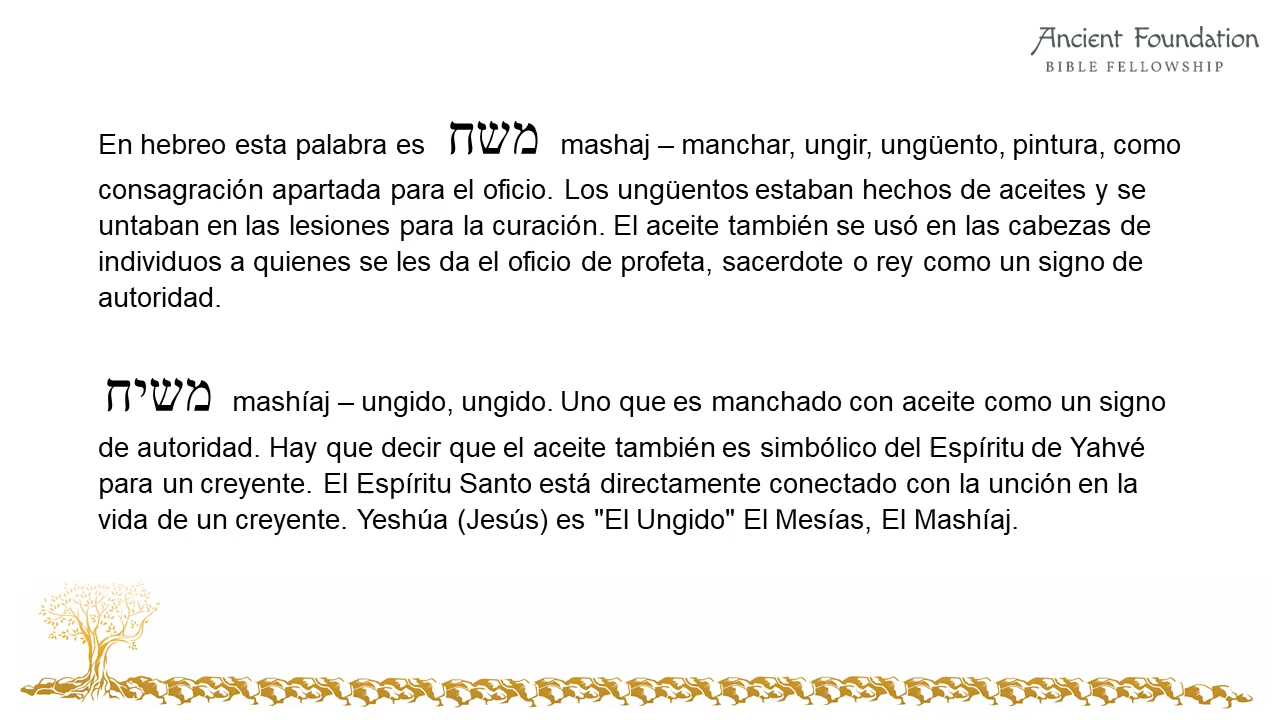 Ancient Foundation
BIBLE FELLOWSHIP
En hebreo esta palabra es משח mashaj – manchar, ungir, ungüento, pintura, como
consagración apartada para el oficio. Los ungüentos estaban hechos de aceites y se
untaban en las lesiones para la curación. El aceite también se usó en las cabezas de
individuos a quienes se les da el oficio de profeta, sacerdote o rey como un signo de
autoridad.
משיח mashíaj – ungido, ungido. Uno que es manchado con aceite como un signo
de autoridad. Hay que decir que el aceite también es simbólico del Espíritu de Yahvé
para un creyente. El Espíritu Santo está directamente conectado con la unción en la
vida de un creyente. Yeshúa (Jesús) es "El Ungido" El Mesías, El Mashíaj.